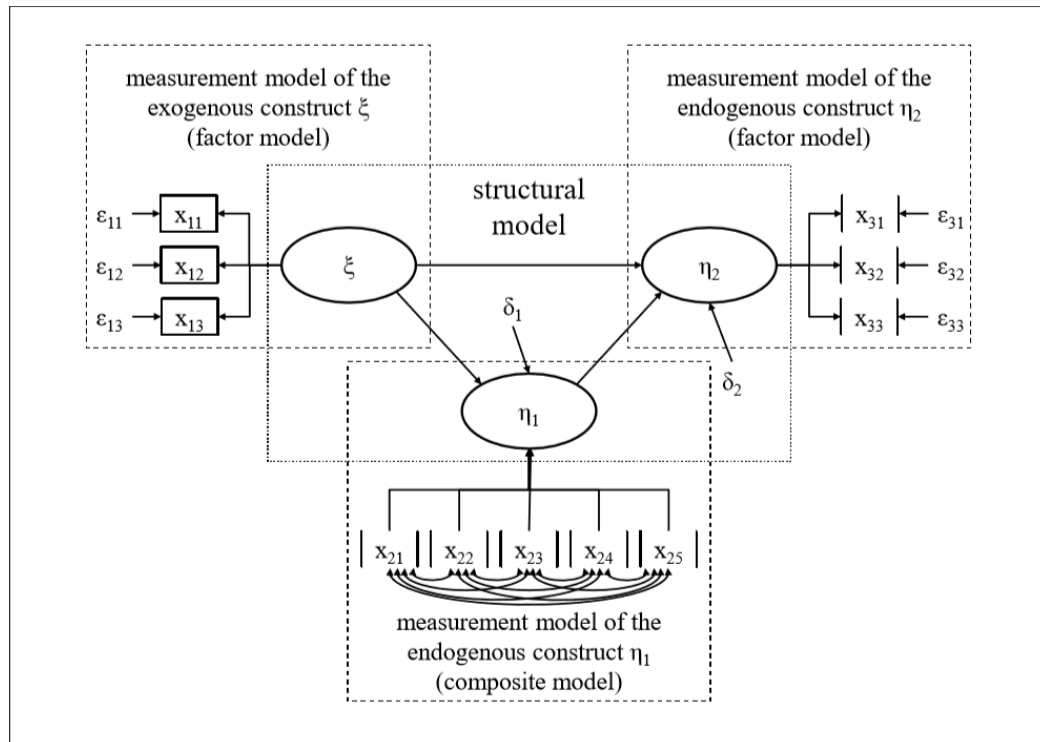 measurement model of the
exogenous construct ξ
(factor model)
measurement model of the
endogenous construct η₂
(factor model)
structural
model
ε₁₁
x₁₁
ε₁₂
x₁₂
ε₁₃
x₁₃
ξ
η₂
x₃₁
ε₃₁
x₃₂
ε₃₂
x₃₃
ε₃₃
δ₁
δ₂
η₁
x₂₁
x₂₂
x₂₃
x₂₄
x₂₅
measurement model of the
endogenous construct η₁
(composite model)